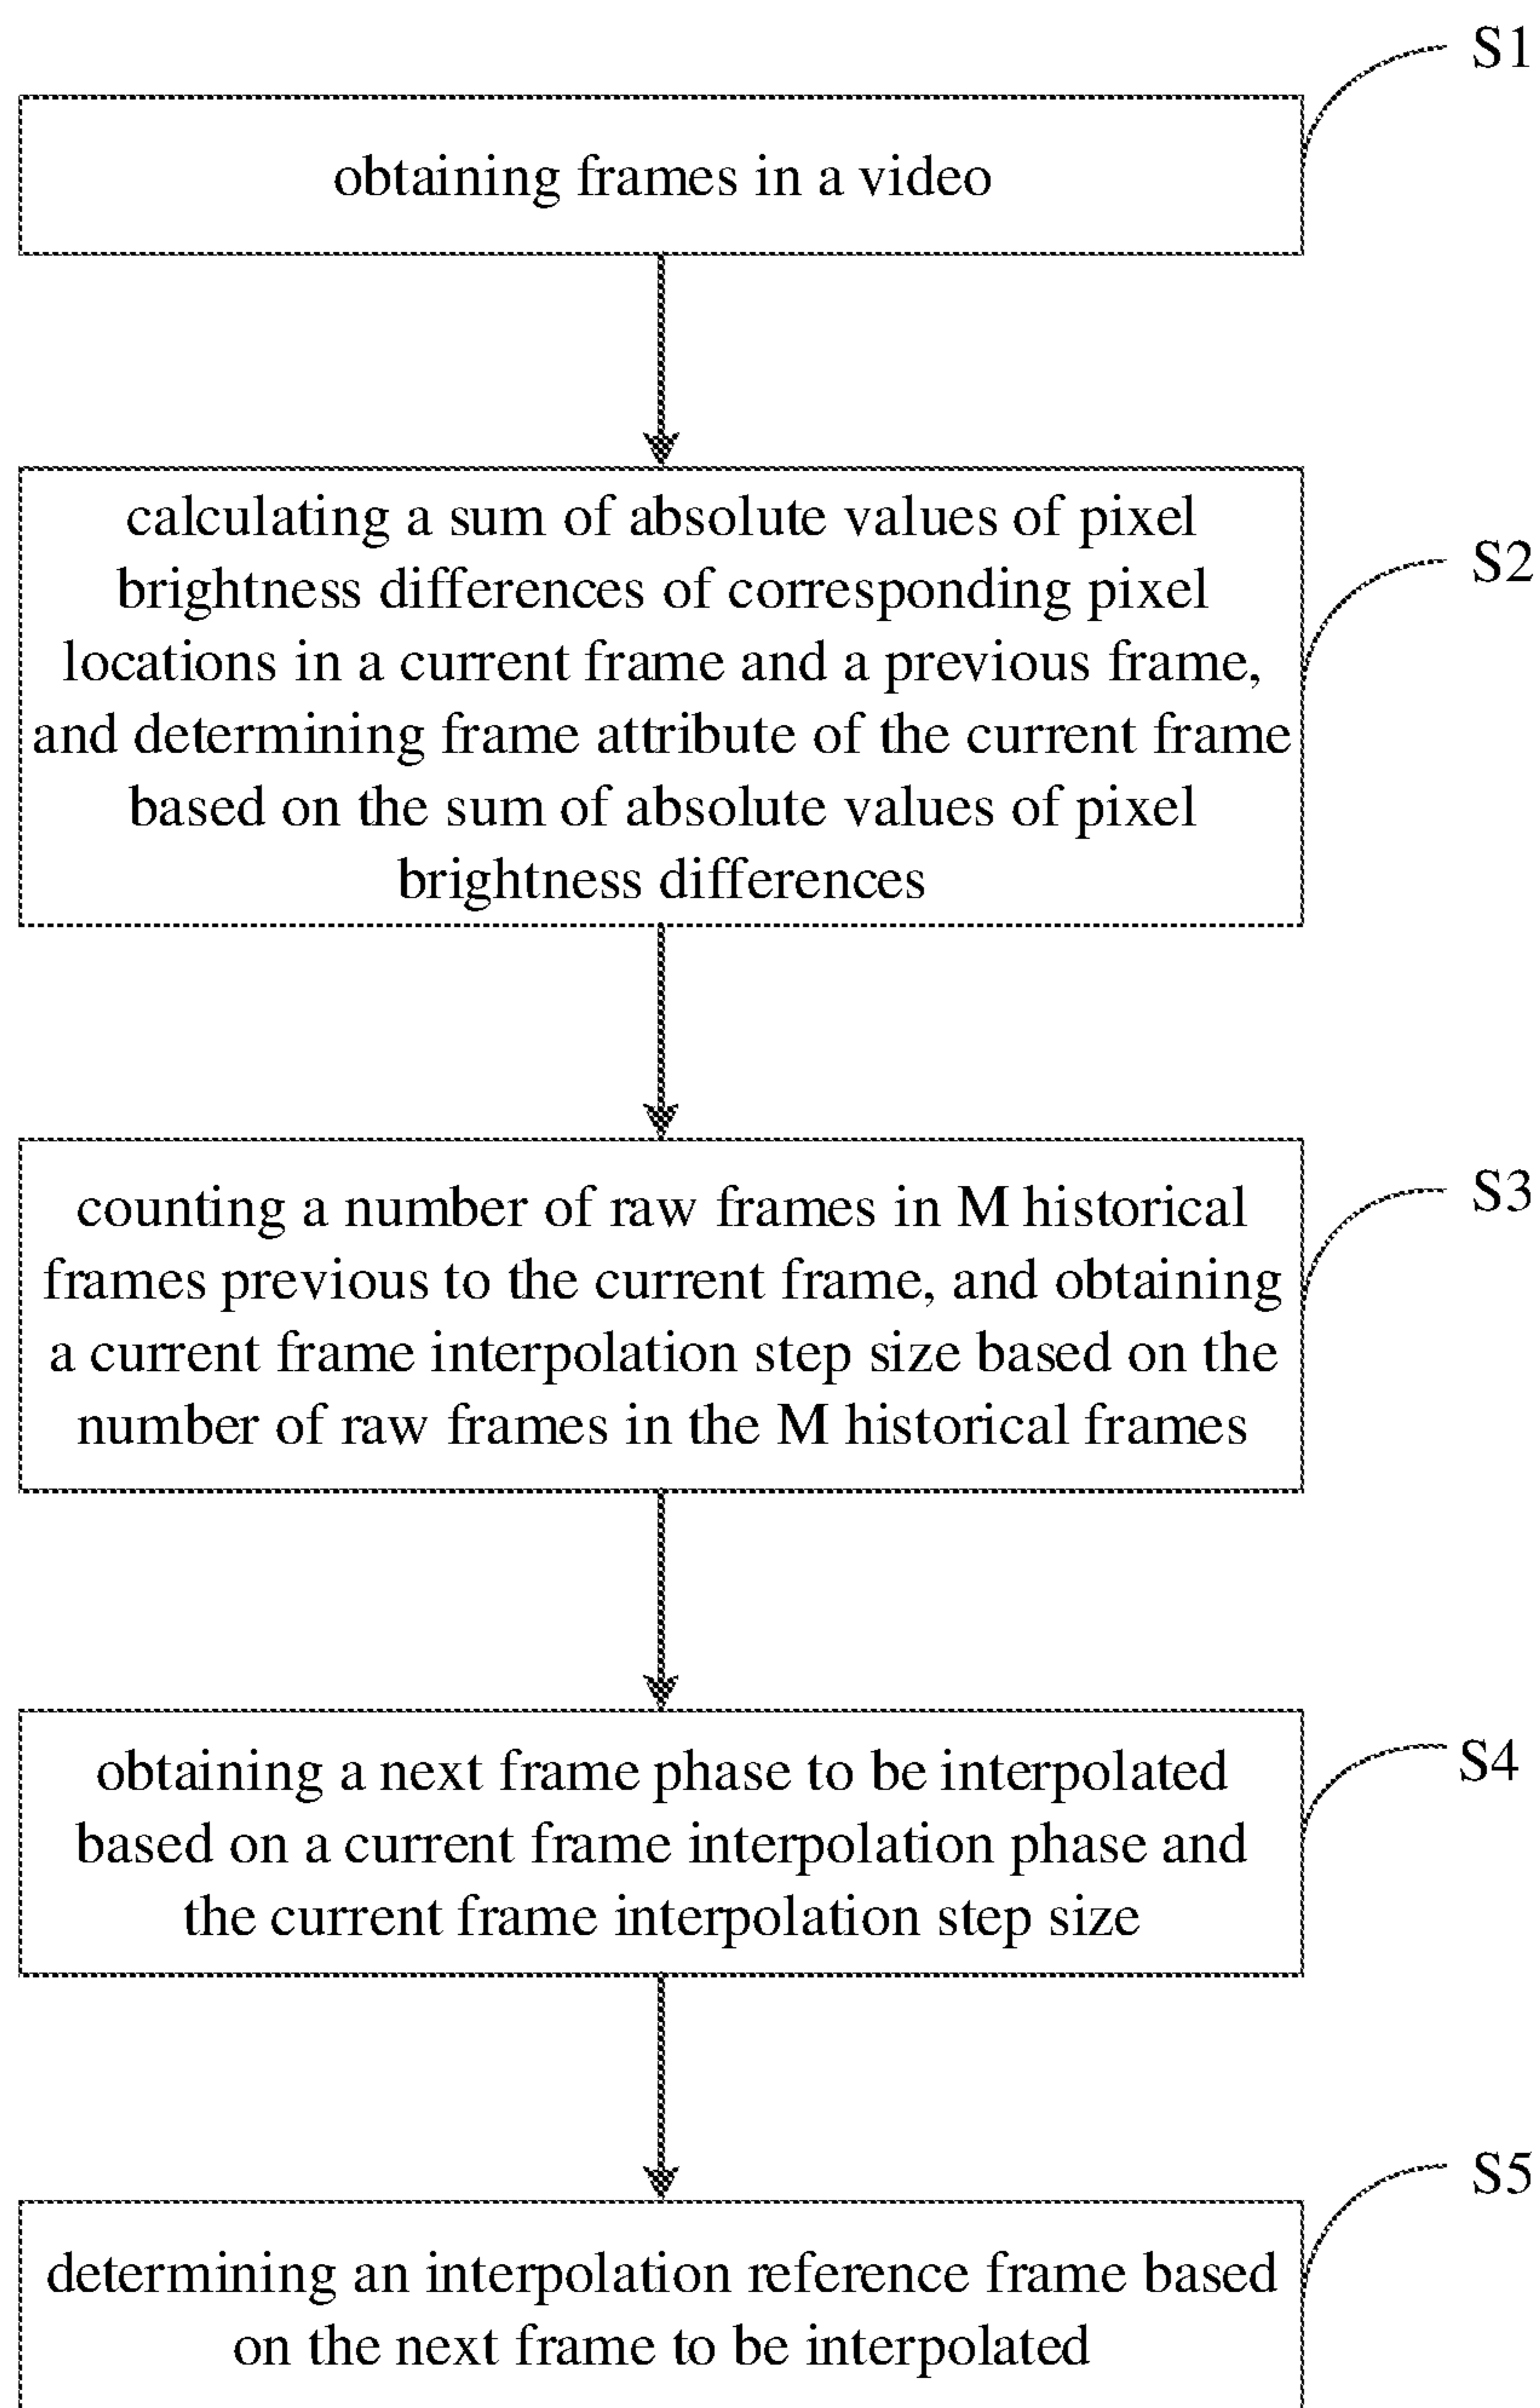 S1
obtaining frames in a video
calculating a sum of absolute values of pixel
brightness differences of corresponding pixel
locations in a current frame and a previous frame,
and determining frame attribute of the current frame
based on the sum of absolute values of pixel
brightness differences
S2
counting a number of raw frames in M historical
frames previous to the current frame, and obtaining
a current frame interpolation step size based on the
number of raw frames in the M historical frames
S3
obtaining a next frame phase to be interpolated
based on a current frame interpolation phase and
the current frame interpolation step size
S4
determining an interpolation reference frame based
on the next frame to be interpolated
S5